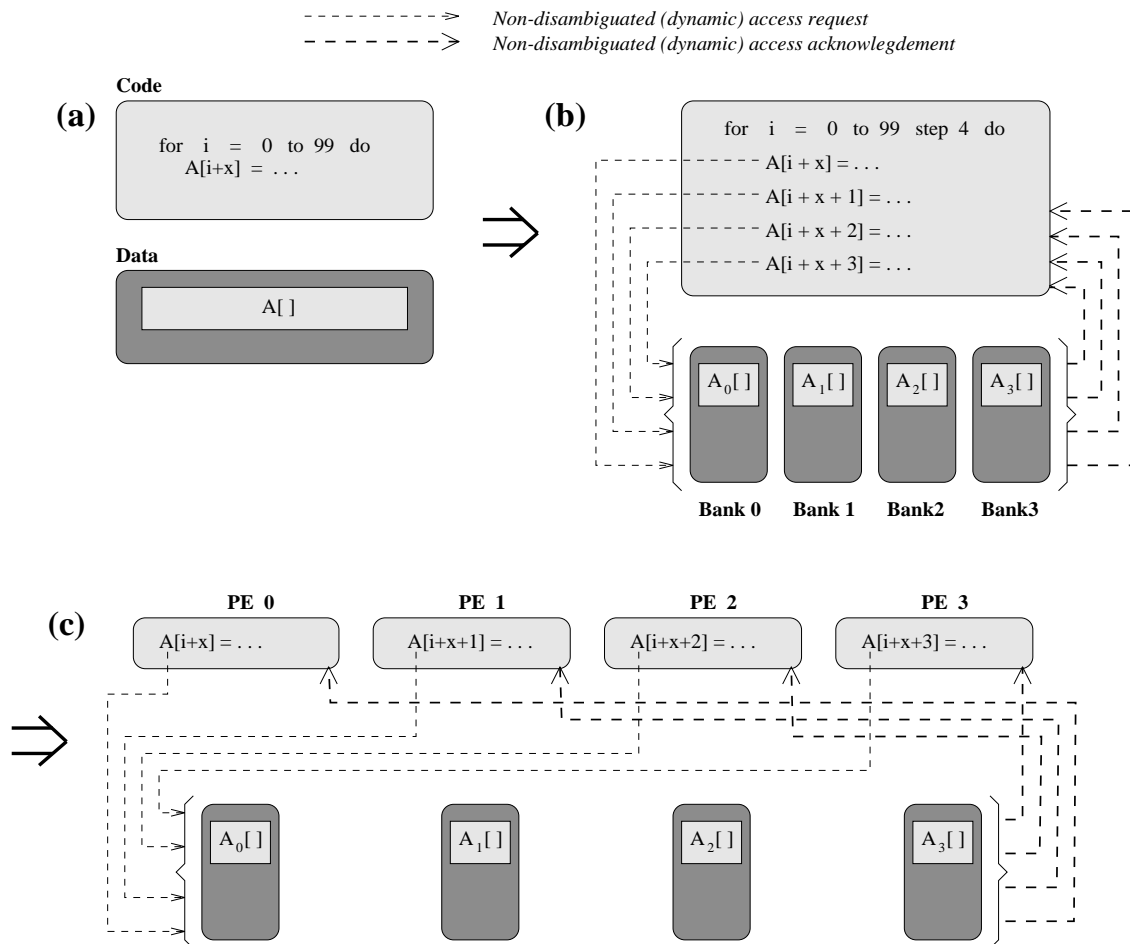 Non-disambiguated (dynamic) access request
Non-disambiguated (dynamic) access acknowlegdement
(a)
Code
for i = 0 to 99 do
A[i+x] = . . .
Data
A[ ]
(b)
for i = 0 to 99 step 4 do
A[i + x] = . . .
A[i + x + 1] = . . .
A[i + x + 2] = . . .
A[i + x + 3] = . . .
A0[ ] A1[ ] A2[ ] A3[ ]
Bank 0 Bank 1 Bank2 Bank3
(c)
PE 0 PE 1 PE 2 PE 3
A[i+x] = . . . A[i+x+1] = . . . A[i+x+2] = . . . A[i+x+3] = . . .
A0[ ] A1[ ] A2[ ] A3[ ]